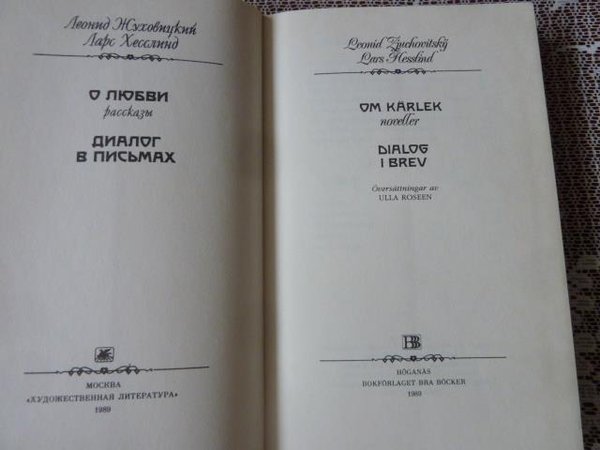 Леонид Жуховицкий
Ларс Хесслинд
О ЛЮБВИ
рассказы
ДИАЛОГ
В ПИСЬМАХ
МОСКВА
«ХУДОЖЕСТВЕННАЯ ЛИТЕРАТУРА»
1989
Leonid Zjuchovitskÿ
Lars Hesslind
OM KÄRLEK
noveller
DIALOG
I BREV
Översättningar av
ULLA ROSEEN
BB
HÖGANÄS
BOKFÖRLAGET BRA BÖCKER
1989